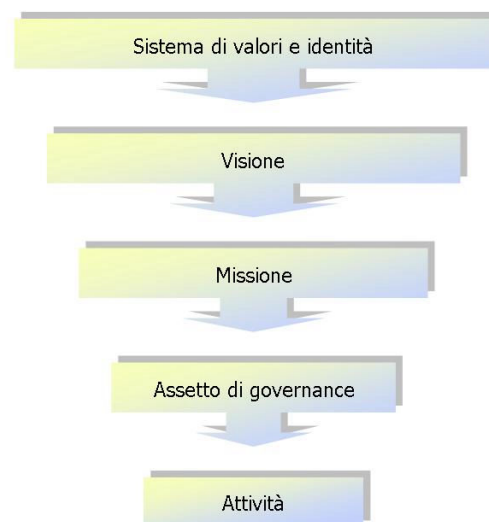 Sistema di valori e identità
Visione
Missione
Assetto di governance
Attività